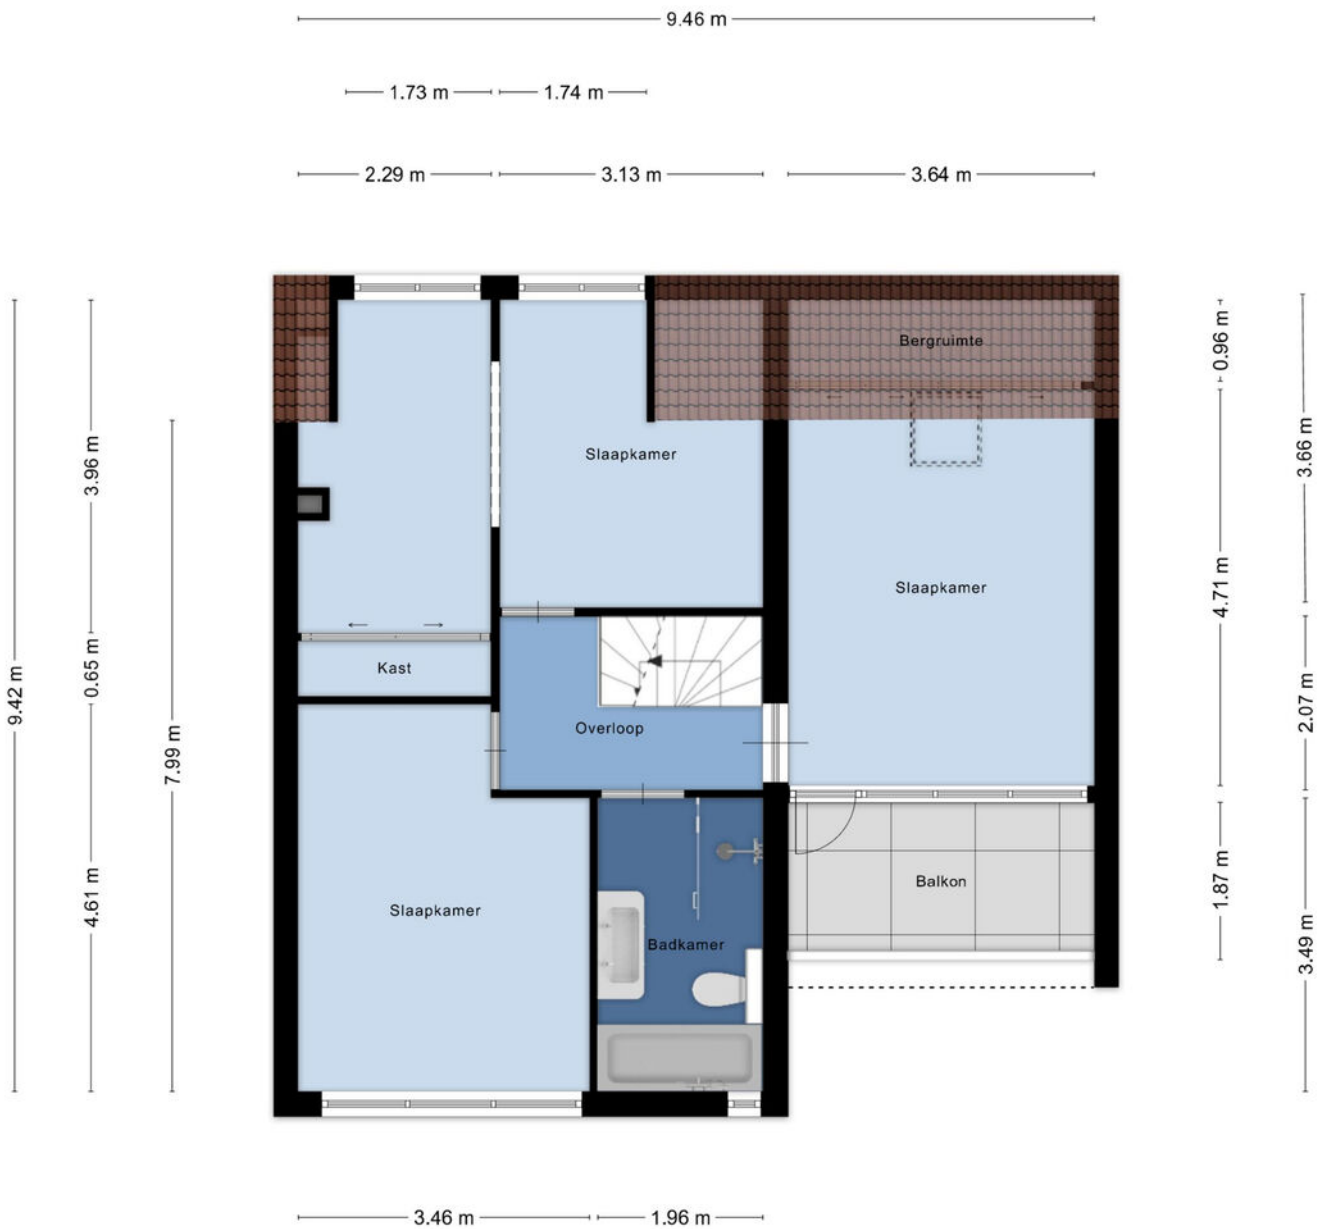 9.46 m
1.73 m
1.74 m
2.29 m
3.13 m
3.64 m
Bergruimte
0.96 m
3.66 m
3.96 m
Slaapkamer
Slaapkamer
4.71 m
Kast
0.65 m
9.42 m
7.99 m
Overloop
2.07 m
4.61 m
Slaapkamer
Badkamer
Balkon
1.87 m
3.49 m
3.46 m
1.96 m